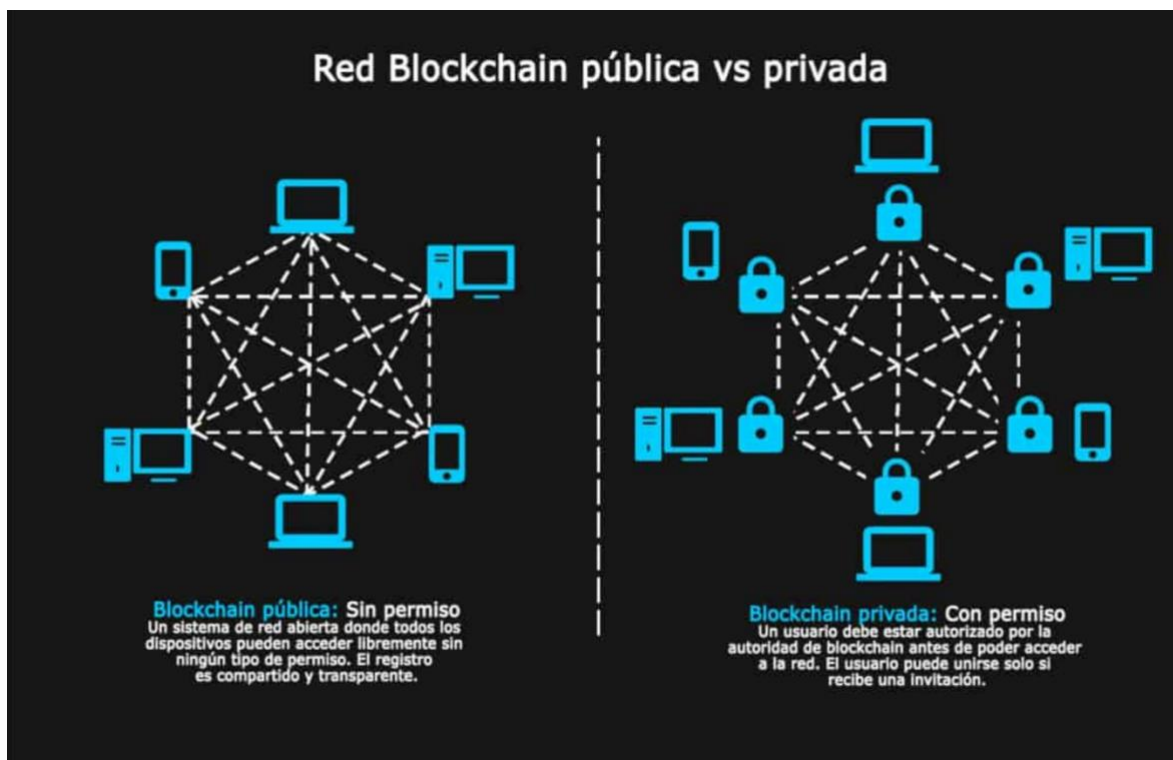 Red Blockchain pública vs privada
Blockchain pública: Sin permiso
Un sistema de red abierta donde todos los
dispositivos pueden acceder libremente sin
ningún tipo de permiso. El registro
es compartido y transparente.
Blockchain privada: Con permiso
Un usuario debe estar autorizado por la
autoridad de blockchain antes de poder acceder
a la red. El usuario puede unirse solo si
recibe una invitación.